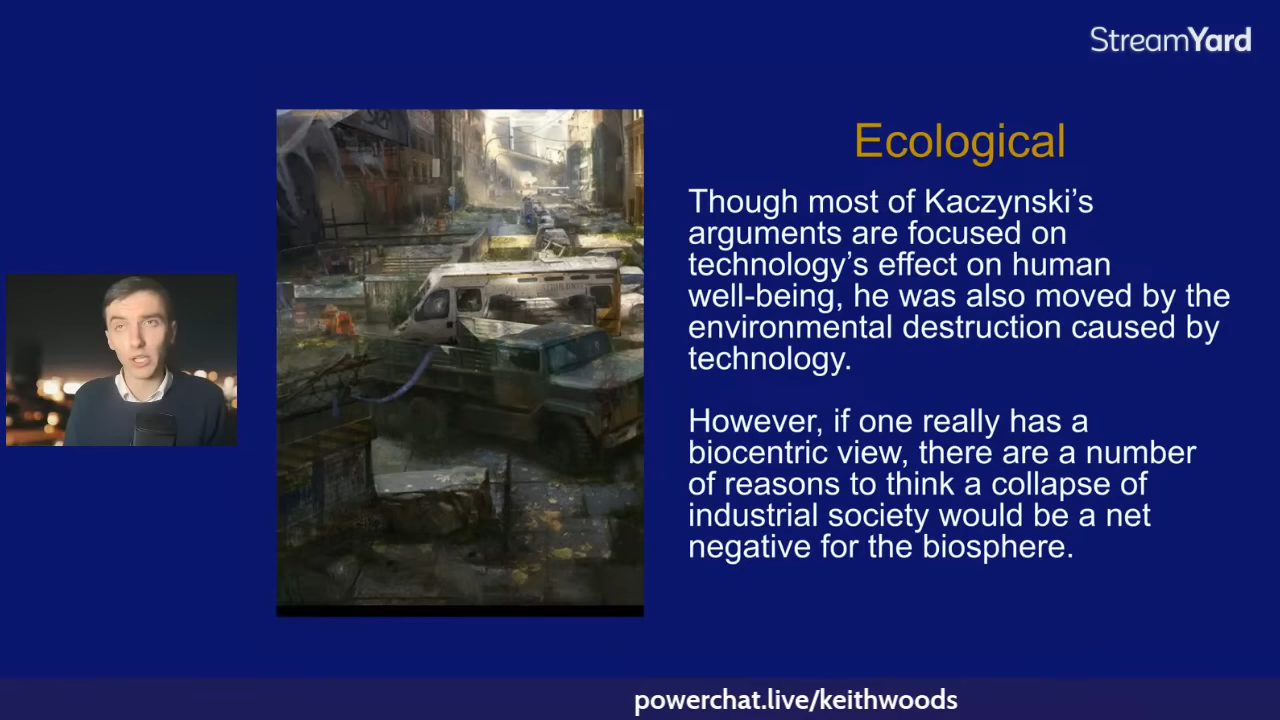 StreamYard
Ecological
Though most of Kaczynski’s
arguments are focused on
technology’s effect on human
well-being, he was also moved by the
environmental destruction caused by
technology.
However, if one really has a
biocentric view, there are a number
of reasons to think a collapse of
industrial society would be a net
negative for the biosphere.
powerchat.live/keithwoods